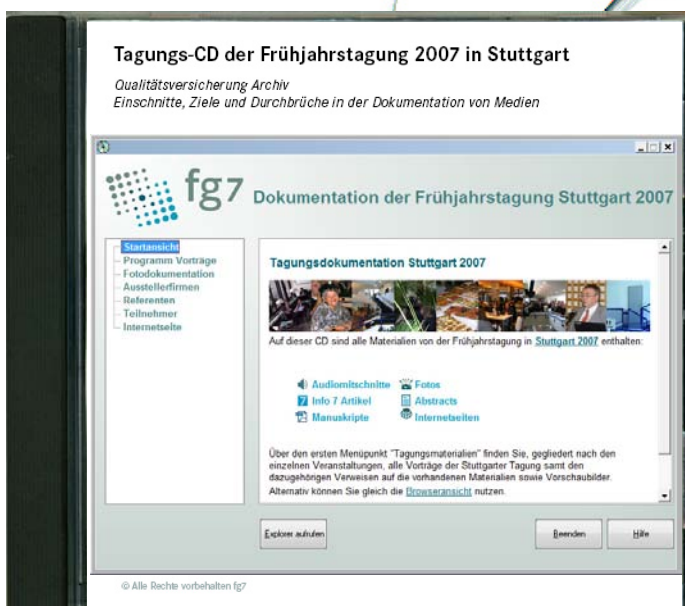 Tagungs-CD der Frühjahrstagung 2007 in Stuttgart
Qualitätsversicherung Archiv
Einschnitte, Ziele und Durchbrüche in der Dokumentation von Medien
fg7 Dokumentation der Frühjahrstagung Stuttgart 2007
Startansicht
Programm Vorträge
Fotodokumentation
Ausstellerfirmen
Referenten
Teilnehmer
Internetseite
Tagungsdokumentation Stuttgart 2007
Auf dieser CD sind alle Materialien von der Frühjahrstagung in Stuttgart 2007 enthalten:
Audiomitschnitte Fotos
7 Info 7 Artikel Abstracts
Manuskripte Internetseiten
Über den ersten Menüpunkt "Tagungsmaterialien" finden Sie, gegliedert nach den
einzelnen Veranstaltungen, alle Vorträge der Stuttgarter Tagung samt den
dazugehörigen Verweisen auf die vorhandenen Materialien sowie Vorschaubilder.
Alternativ können Sie gleich die Browseransicht nutzen.
Explorer aufrufen Beenden Hilfe
© Alle Rechte vorbehalten fg7